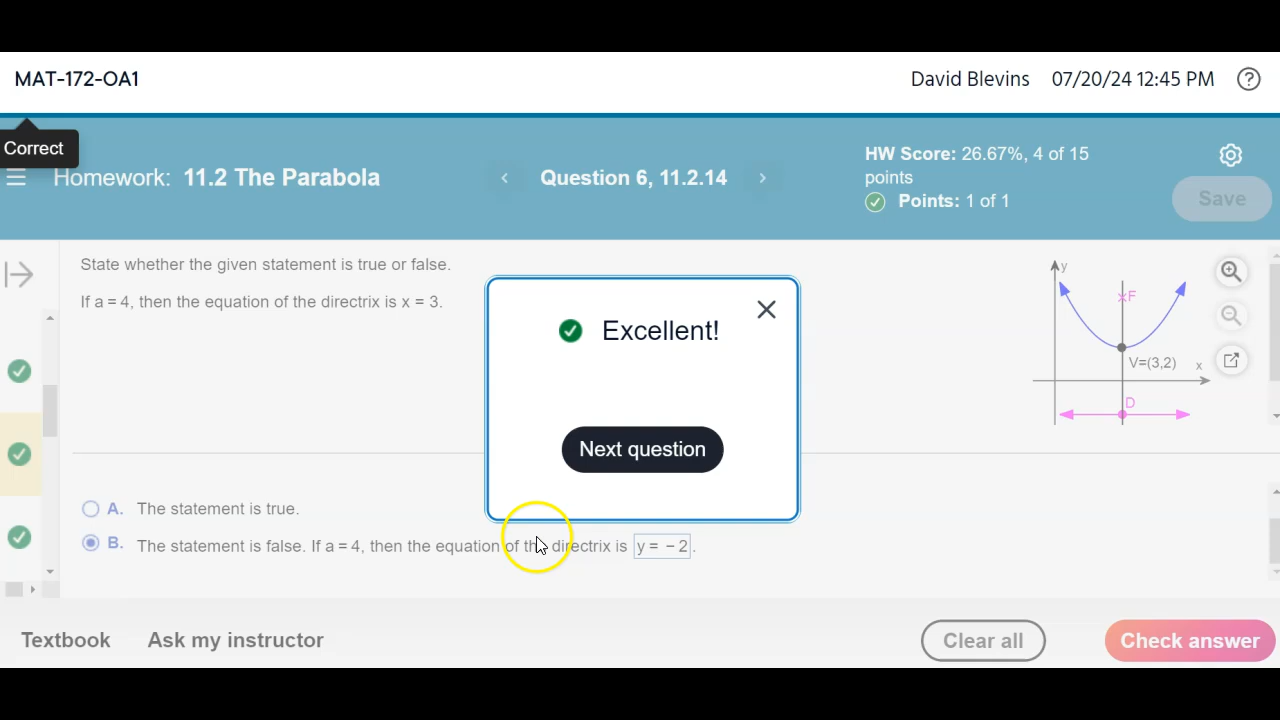 MAT-172-OA1
David Blevins 07/20/24 12:45 PM ?
Correct
Homework: 11.2 The Parabola
Question 6, 11.2.14
HW Score: 26.67%, 4 of 15
points
Points: 1 of 1
Save
State whether the given statement is true or false.
If a = 4, then the equation of the directrix is x = 3.
y
F
V=(3,2)
x
D
Excellent!
Next question
A. The statement is true.
B. The statement is false. If a = 4, then the equation of the directrix is y = − 2.
Textbook
Ask my instructor
Clear all
Check answer